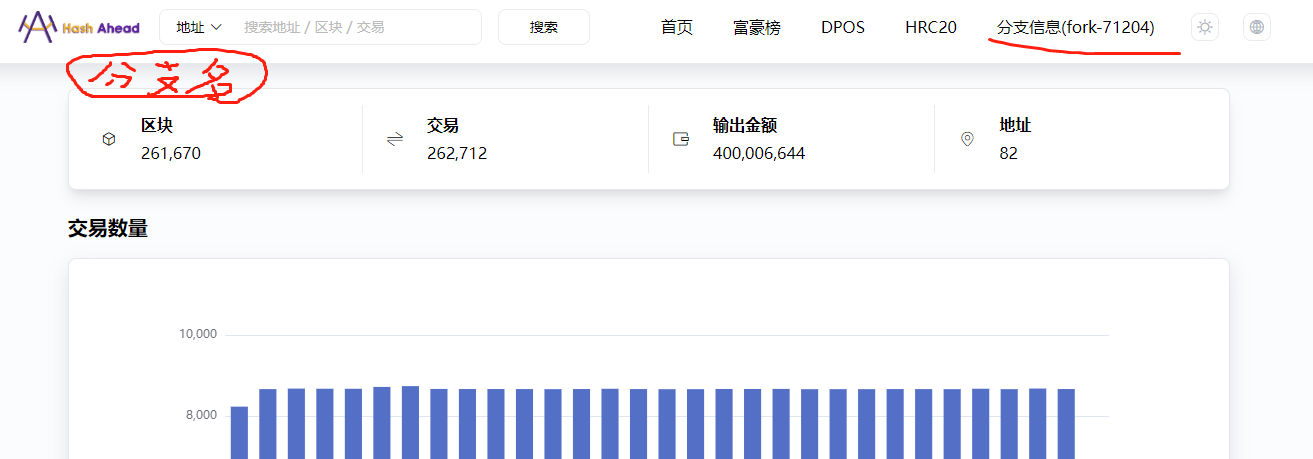 Hash Ahead 地址 搜索地址 / 区块 / 交易 搜索 首页 富豪榜 DPOS HRC20 分支信息(fork-71204)
分支名
区块 交易 输出金额 地址
261,670 262,712 400,006,644 82
交易数量
10,000
8,000